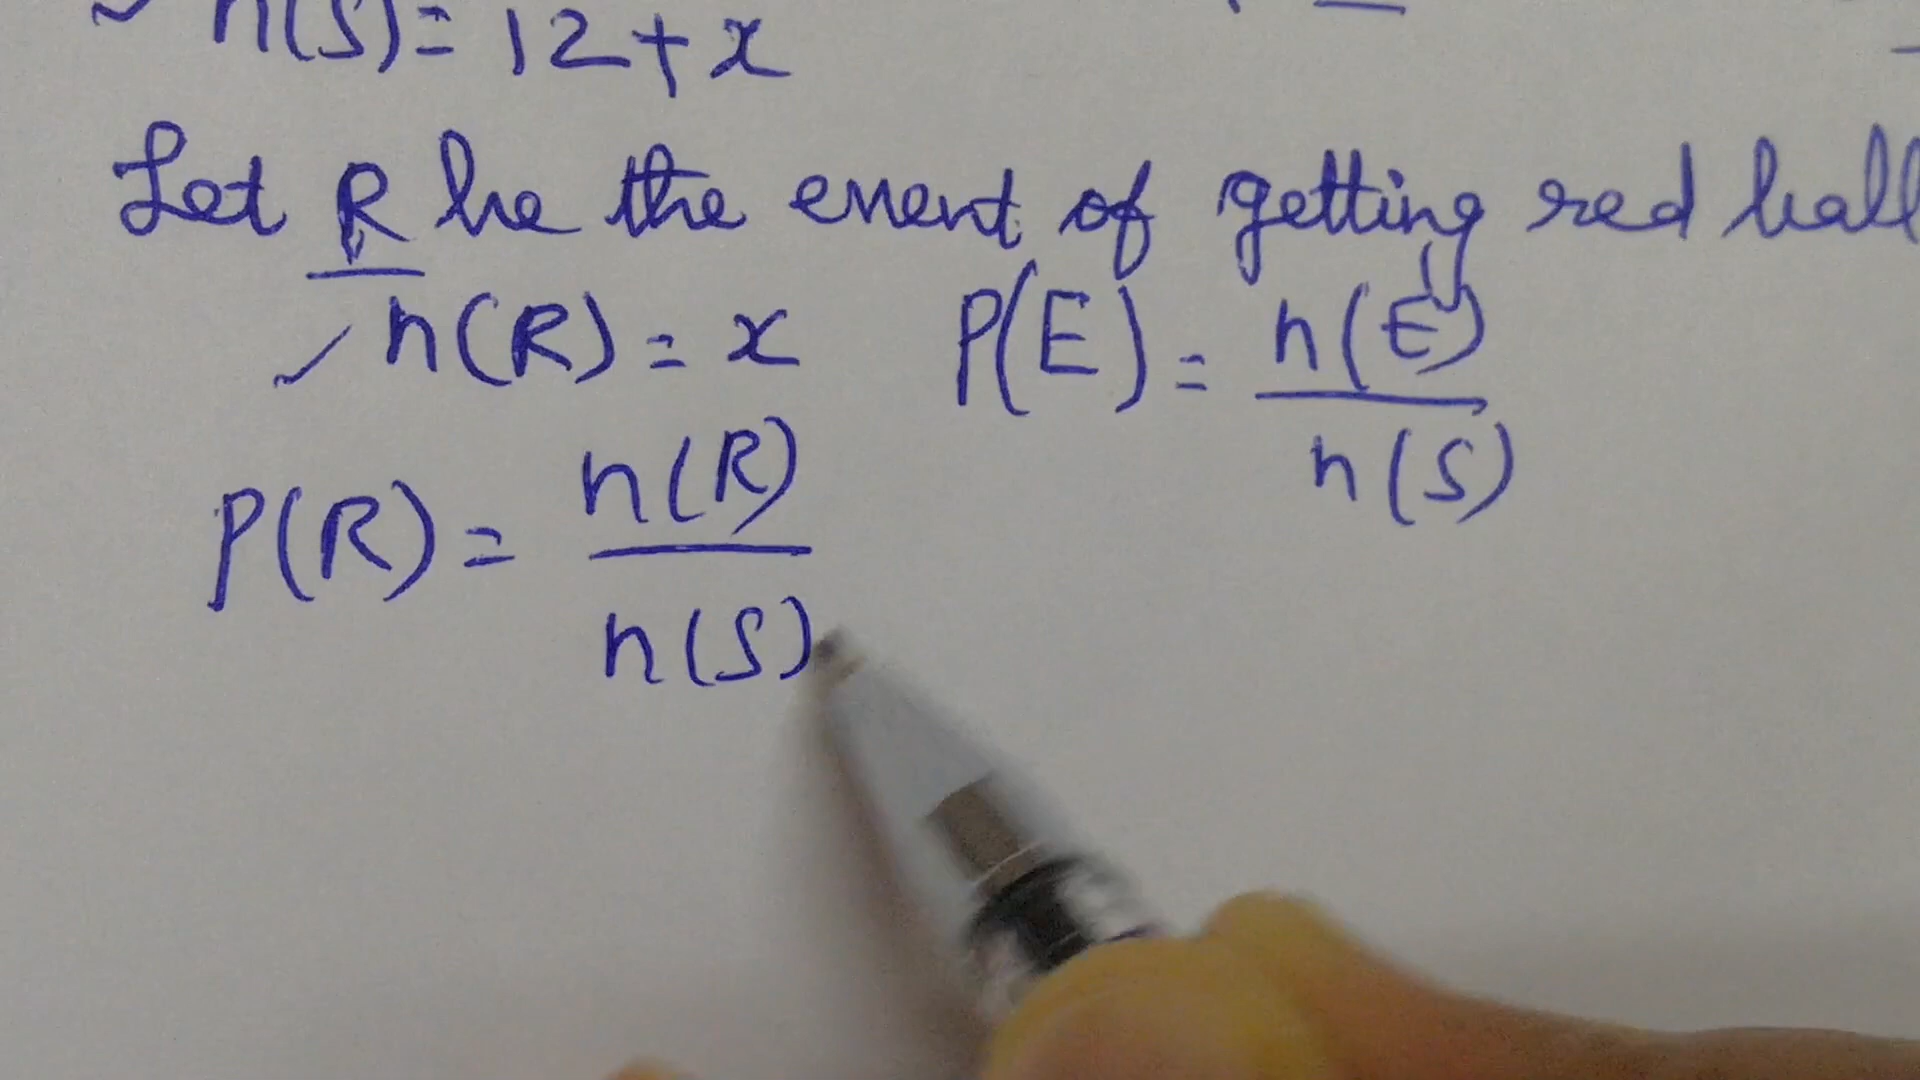 n(S) = 12 + x
Let R be the event of getting red ball
n(R) = x P(E) = n(E) / n(S)
P(R) = n(R) / n(S)